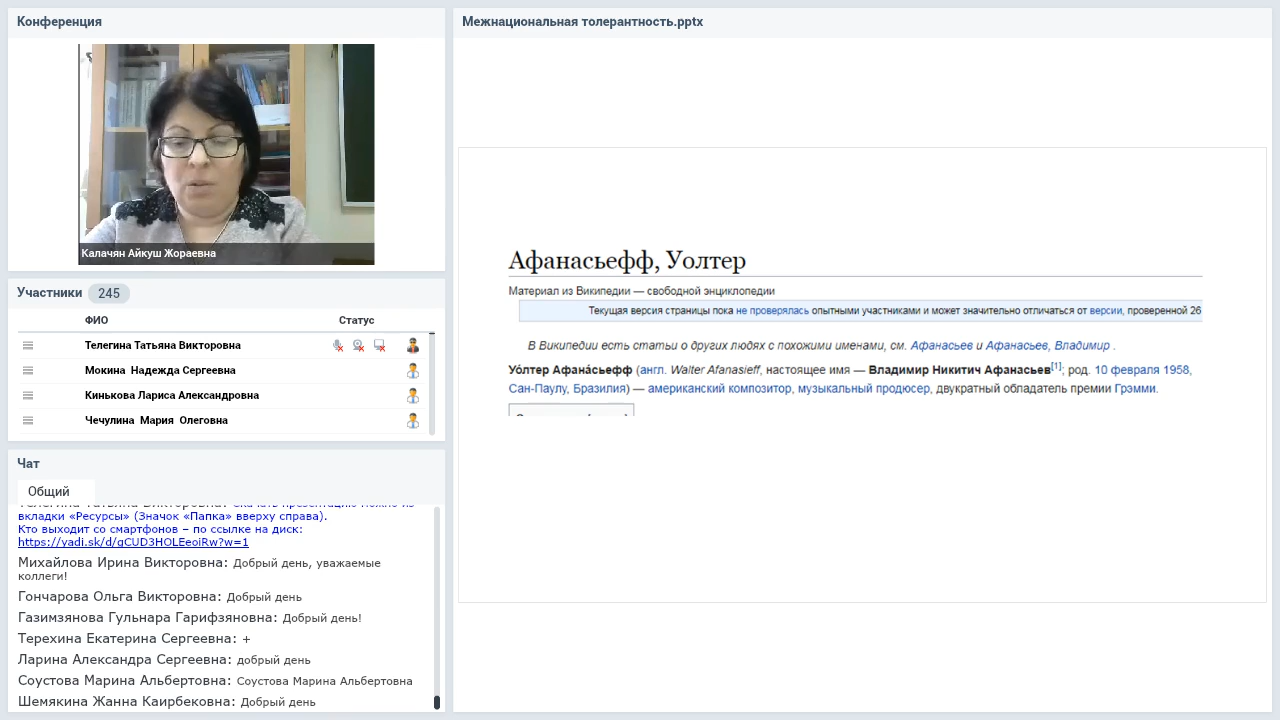 Конференция
Калачян Айкуш Жораевна
Участники 245
ФИО Статус
Телегина Татьяна Викторовна
Мокина Надежда Сергеевна
Кинькова Лариса Александровна
Чечулина Мария Олеговна
Чат
Общий
Телегина Татьяна Викторовна: Скачать презентацию можно из
вкладки «Ресурсы» (Значок «Папка» вверху справа).
Кто выходит со смартфонов – по ссылке на диск:
https://yadi.sk/d/gCUD3HOLEeoiRw?w=1
Михайлова Ирина Викторовна: Добрый день, уважаемые
коллеги!
Гончарова Ольга Викторовна: Добрый день
Газимзянова Гульнара Гарифзяновна: Добрый день!
Терехина Екатерина Сергеевна: +
Ларина Александра Сергеевна: добрый день
Соустова Марина Альбертовна: Соустова Марина Альбертовна
Шемякина Жанна Каирбековна: Добрый день
Межнациональная толерантность.pptx
Афанасьефф, Уолтер
Материал из Википедии — свободной энциклопедии
Текущая версия страницы пока не проверялась опытными участниками и может значительно отличаться от версии, проверенной 26
В Википедии есть статьи о других людях с похожими именами, см. Афанасьев и Афанасьев, Владимир .
Уо́лтер Афана́сьефф (англ. Walter Afanasieff, настоящее имя — Владимир Никитич Афанасьев[1]; род. 10 февраля 1958,
Сан-Паулу, Бразилия) — американский композитор, музыкальный продюсер, двукратный обладатель премии Грэмми.